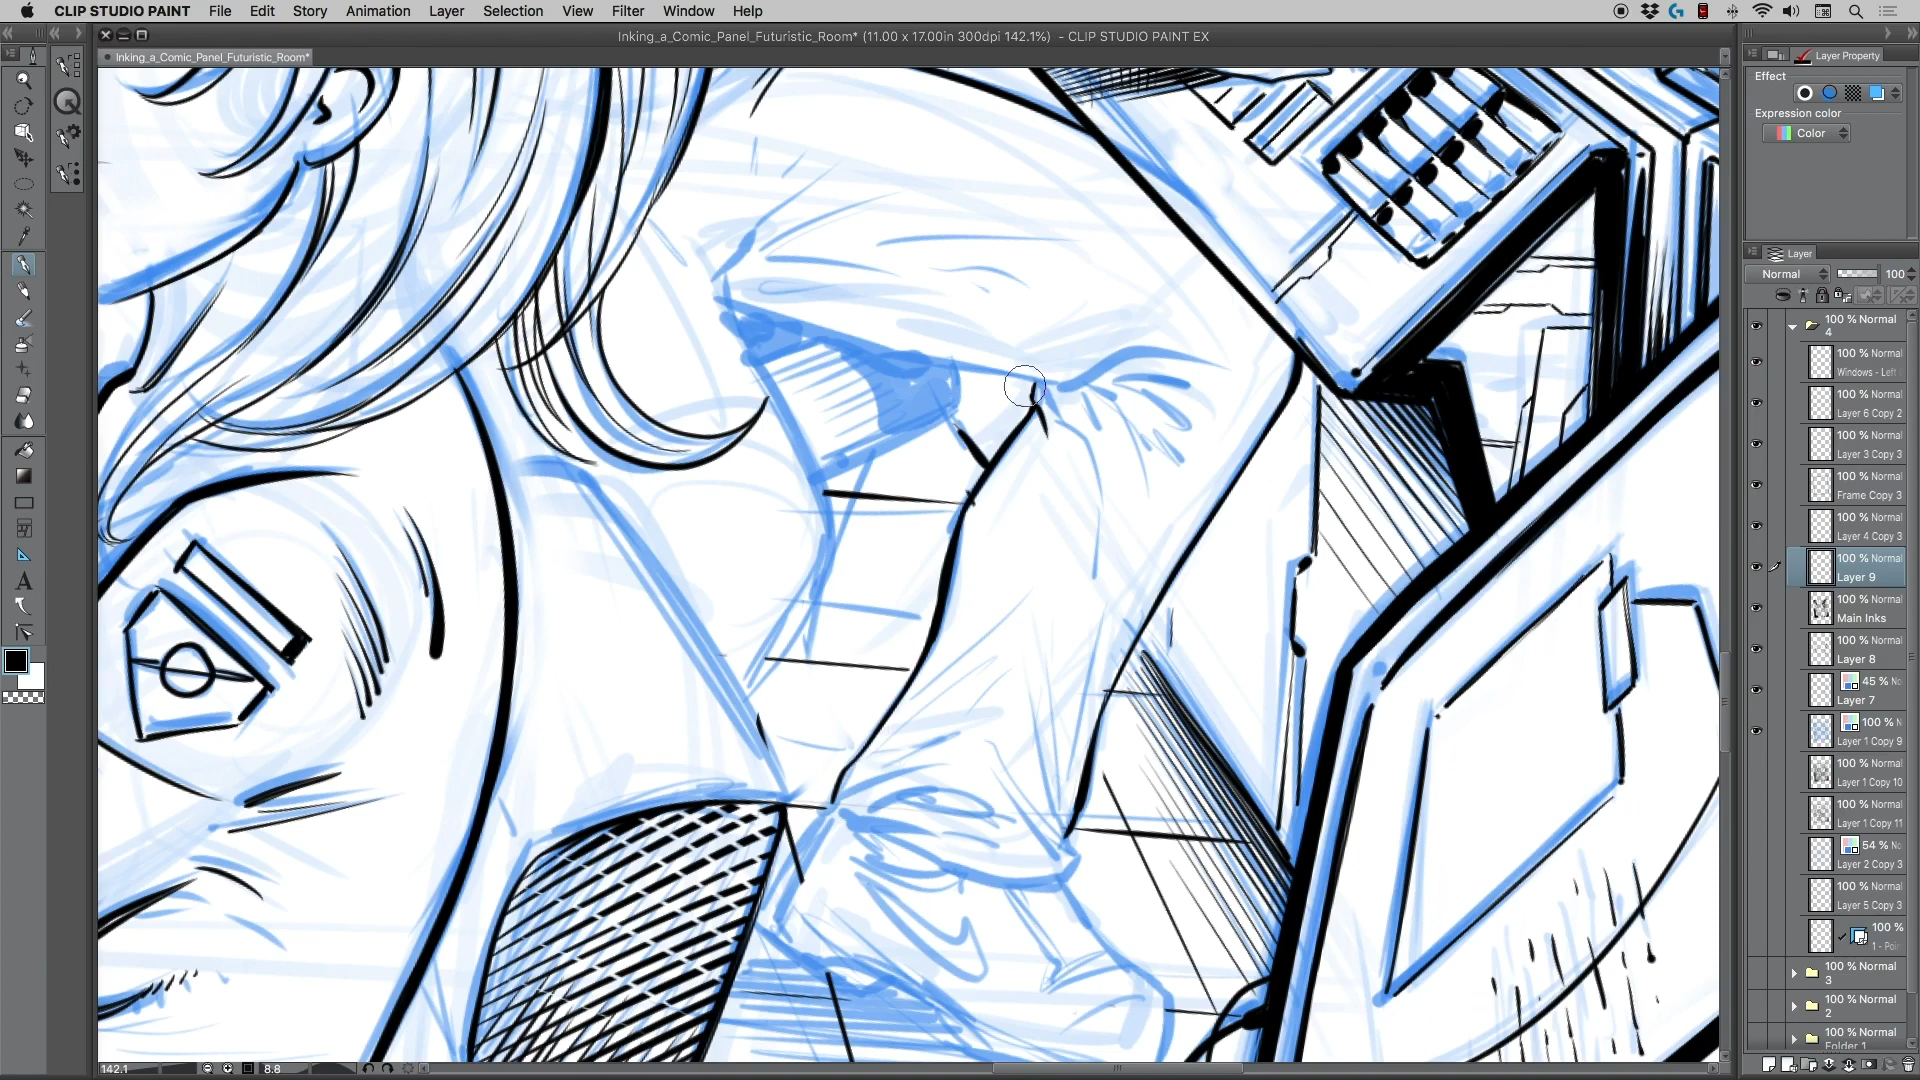 CLIP STUDIO PAINT File Edit Story Animation Layer Selection View Filter Window Help
Inking_a_Comic_Panel_Futuristic_Room* (11.00 x 17.00in 300dpi 142.1%) - CLIP STUDIO PAINT EX
Inking_a_Comic_Panel_Futuristic_Room*
Layer Property
Effect
Expression color
Color
Layer
Normal 100
100 % Normal
4
100 % Normal
Windows - Left
100 % Normal
Layer 6 Copy 2
100 % Normal
Layer 3 Copy 3
100 % Normal
Frame Copy 3
100 % Normal
Layer 4 Copy 3
100 % Normal
Layer 9
100 % Normal
Main Inks
100 % Normal
Layer 8
45 % No
Layer 7
100 % N
Layer 1 Copy 9
100 % Normal
Layer 1 Copy 10
100 % Normal
Layer 1 Copy 11
54 % No
Layer 2 Copy 3
100 % Normal
Layer 5 Copy 3
100 %
1 - Poi
100 % Normal
3
100 % Normal
2
100 % Normal
Folder 1
142.1 8.8